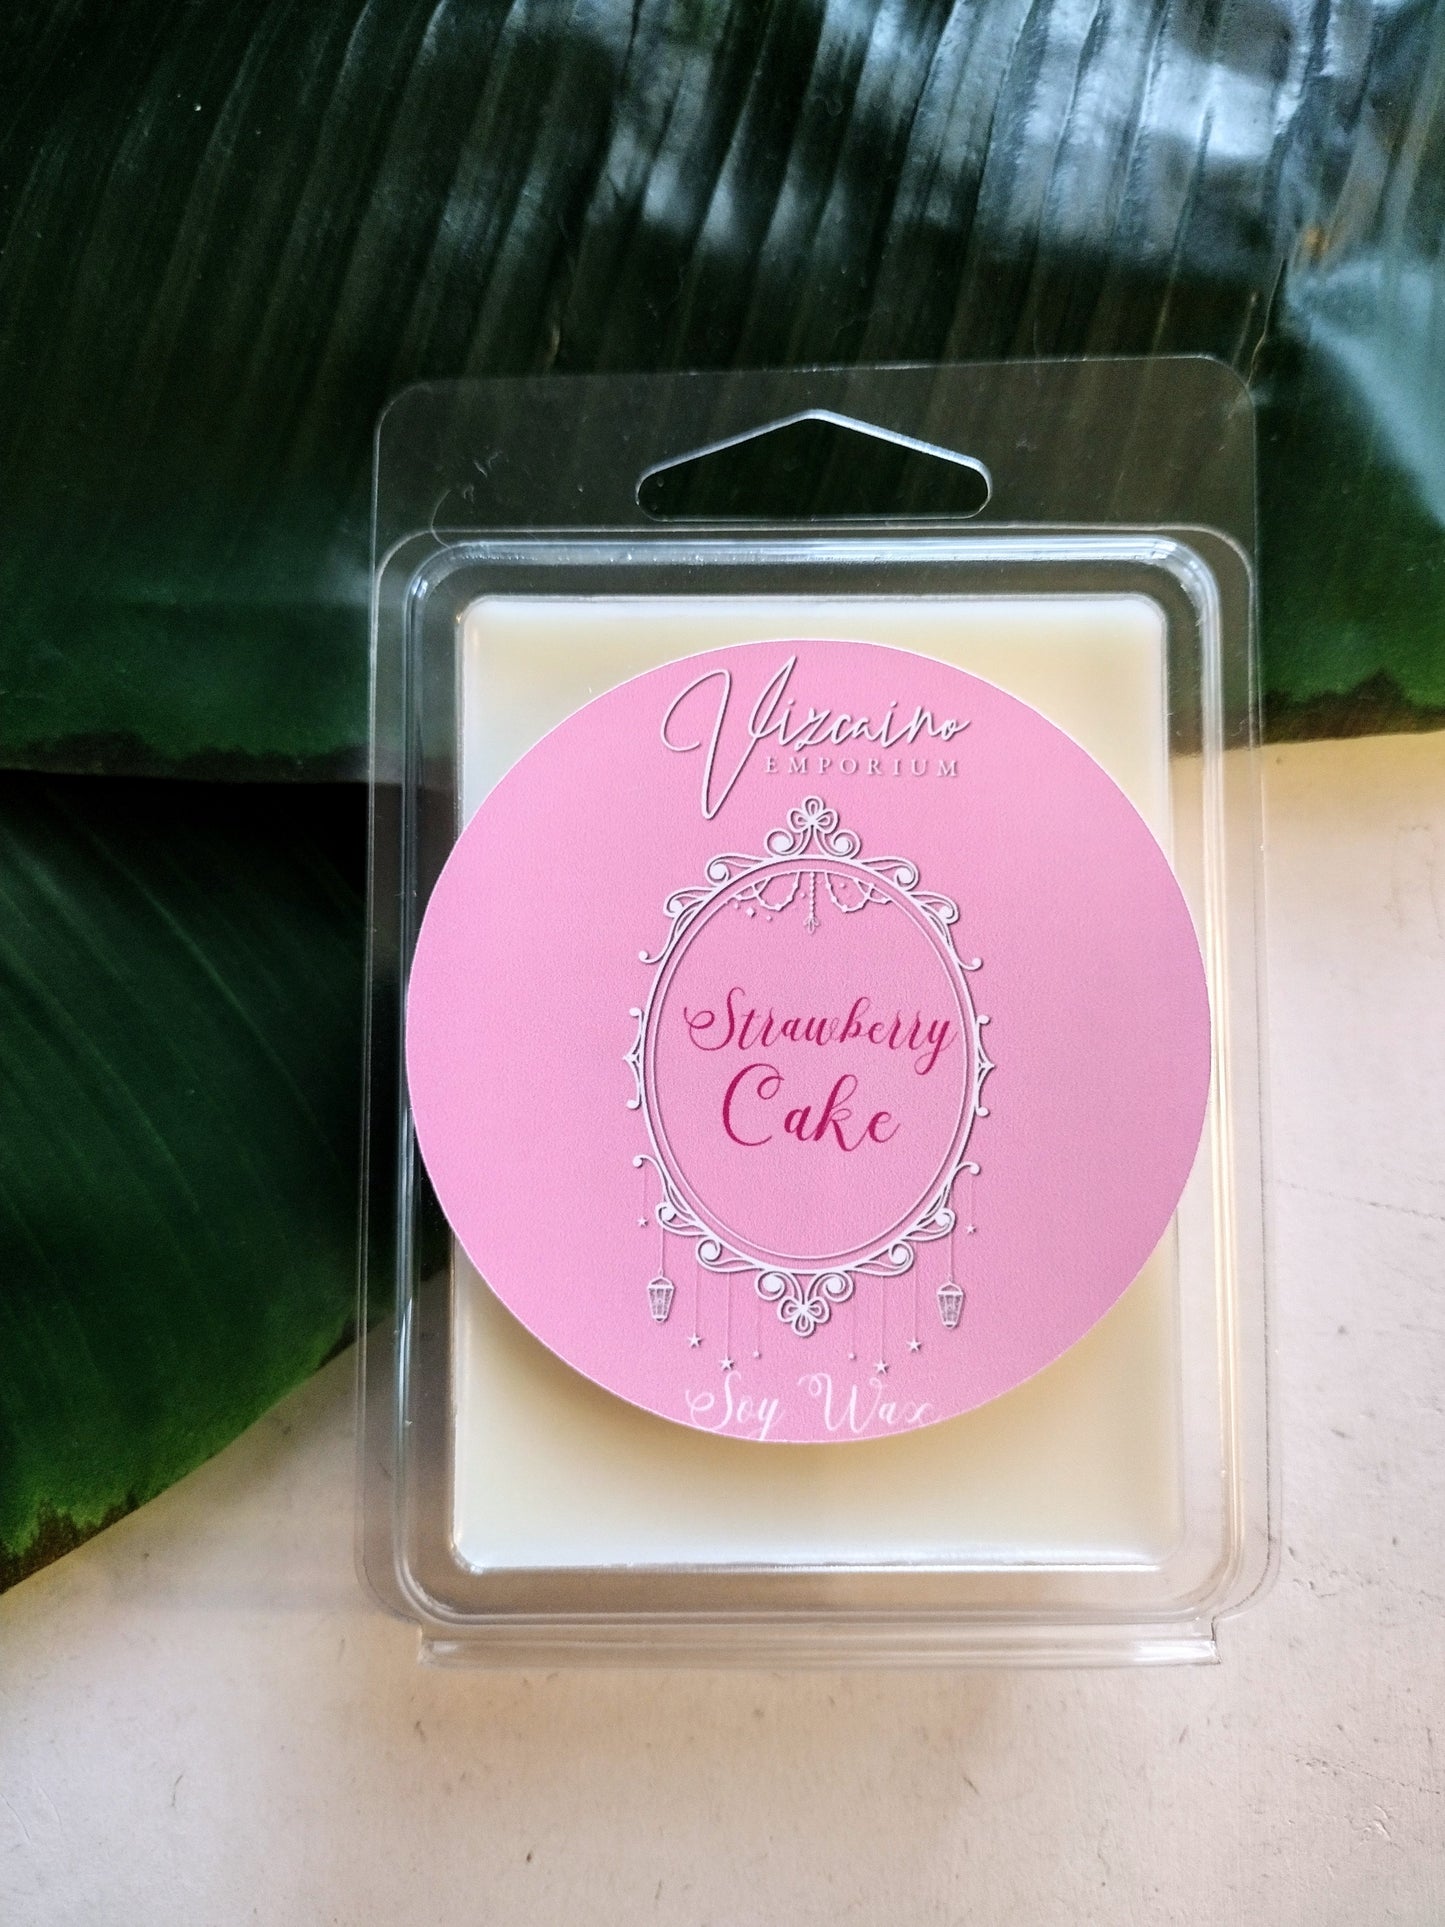 Vizcaino
EMPORIUM
Strawberry
Cake
Soy Wax